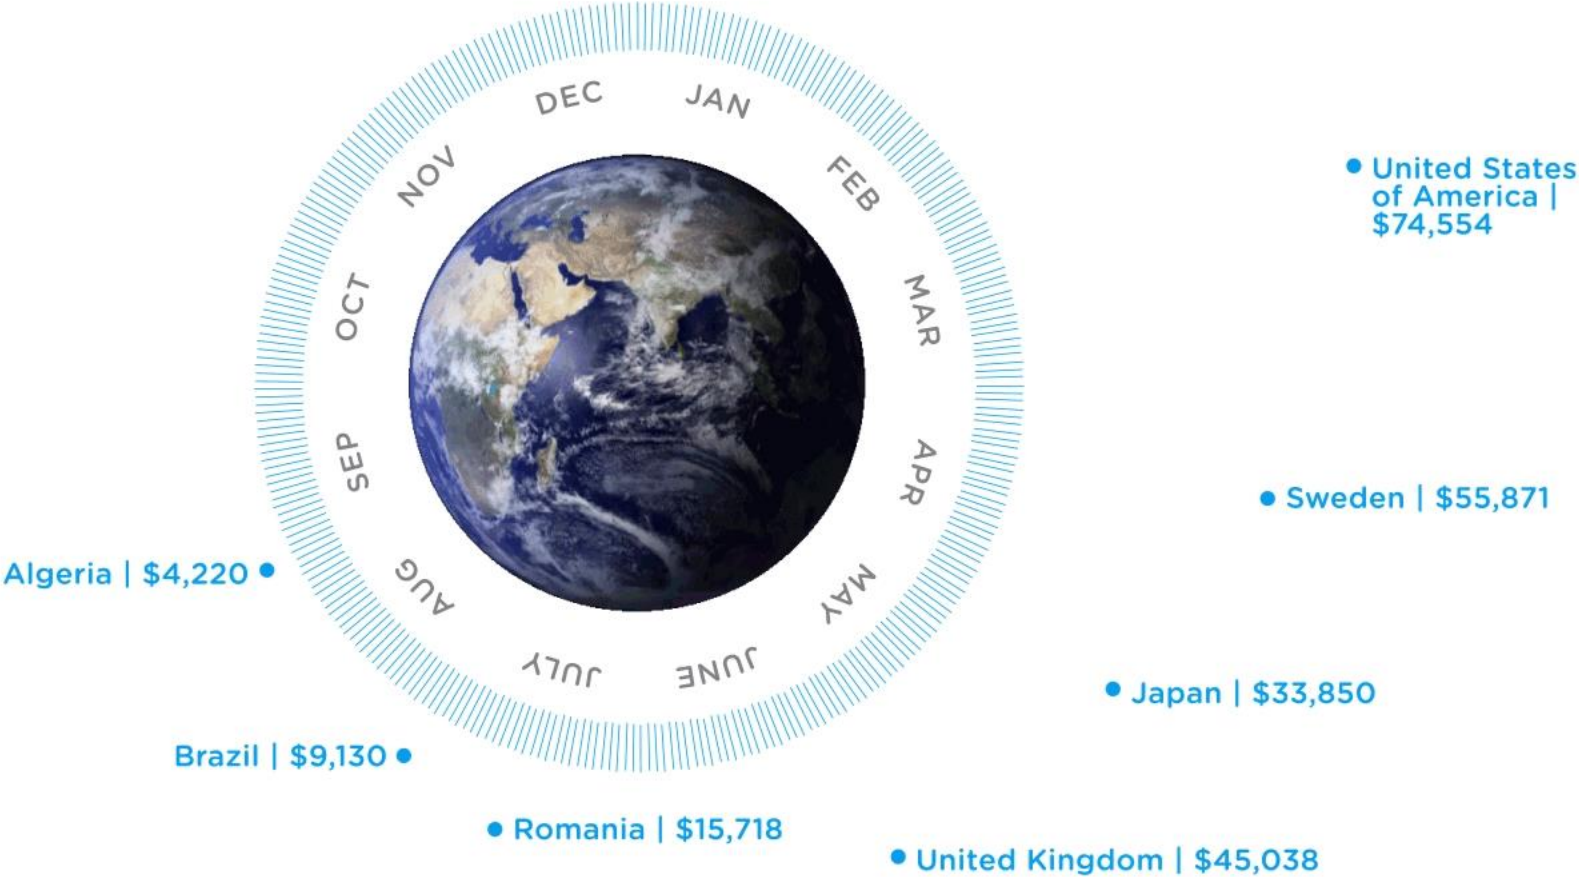 DEC
JAN
NOV
FEB
United States
of America |
$74,554
OCT
MAR
SEP
APR
Sweden | $55,871
Algeria | $4,220
AUG
MAY
JULY
JUNE
Japan | $33,850
Brazil | $9,130
Romania | $15,718
United Kingdom | $45,038